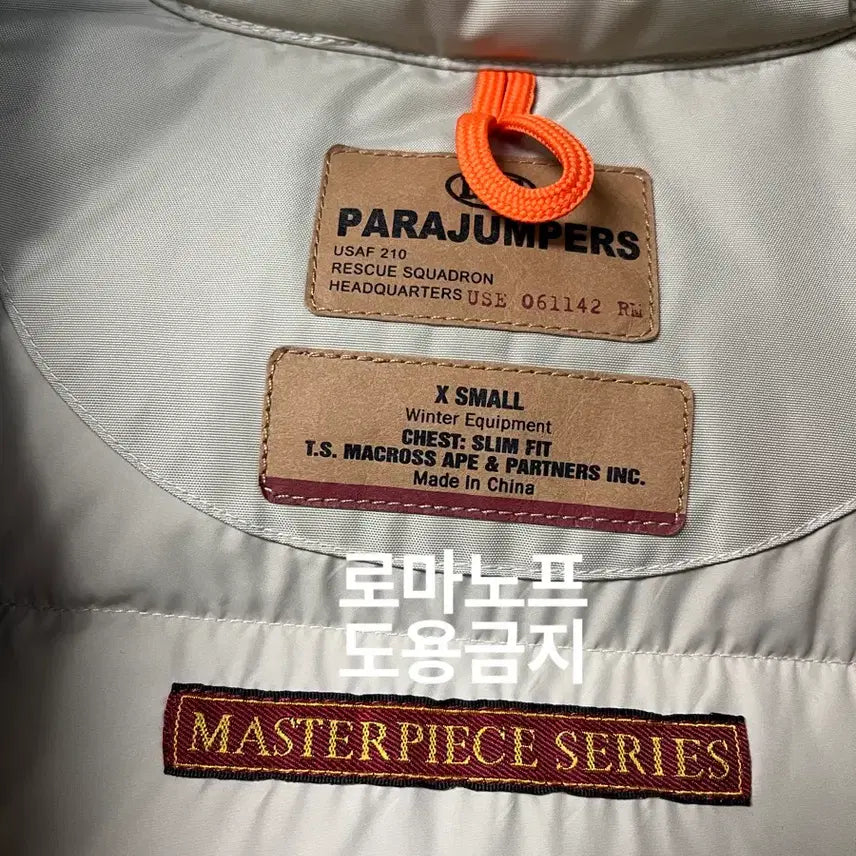 PARAJUMPERS
USAF 210
RESCUE SQUADRON
HEADQUARTERS USE 061142 RW
X SMALL
Winter Equipment
CHEST: SLIM FIT
T.S. MACROSS APE & PARTNERS INC.
Made in China
로마노프
도용금지
MASTERPIECE SERIES